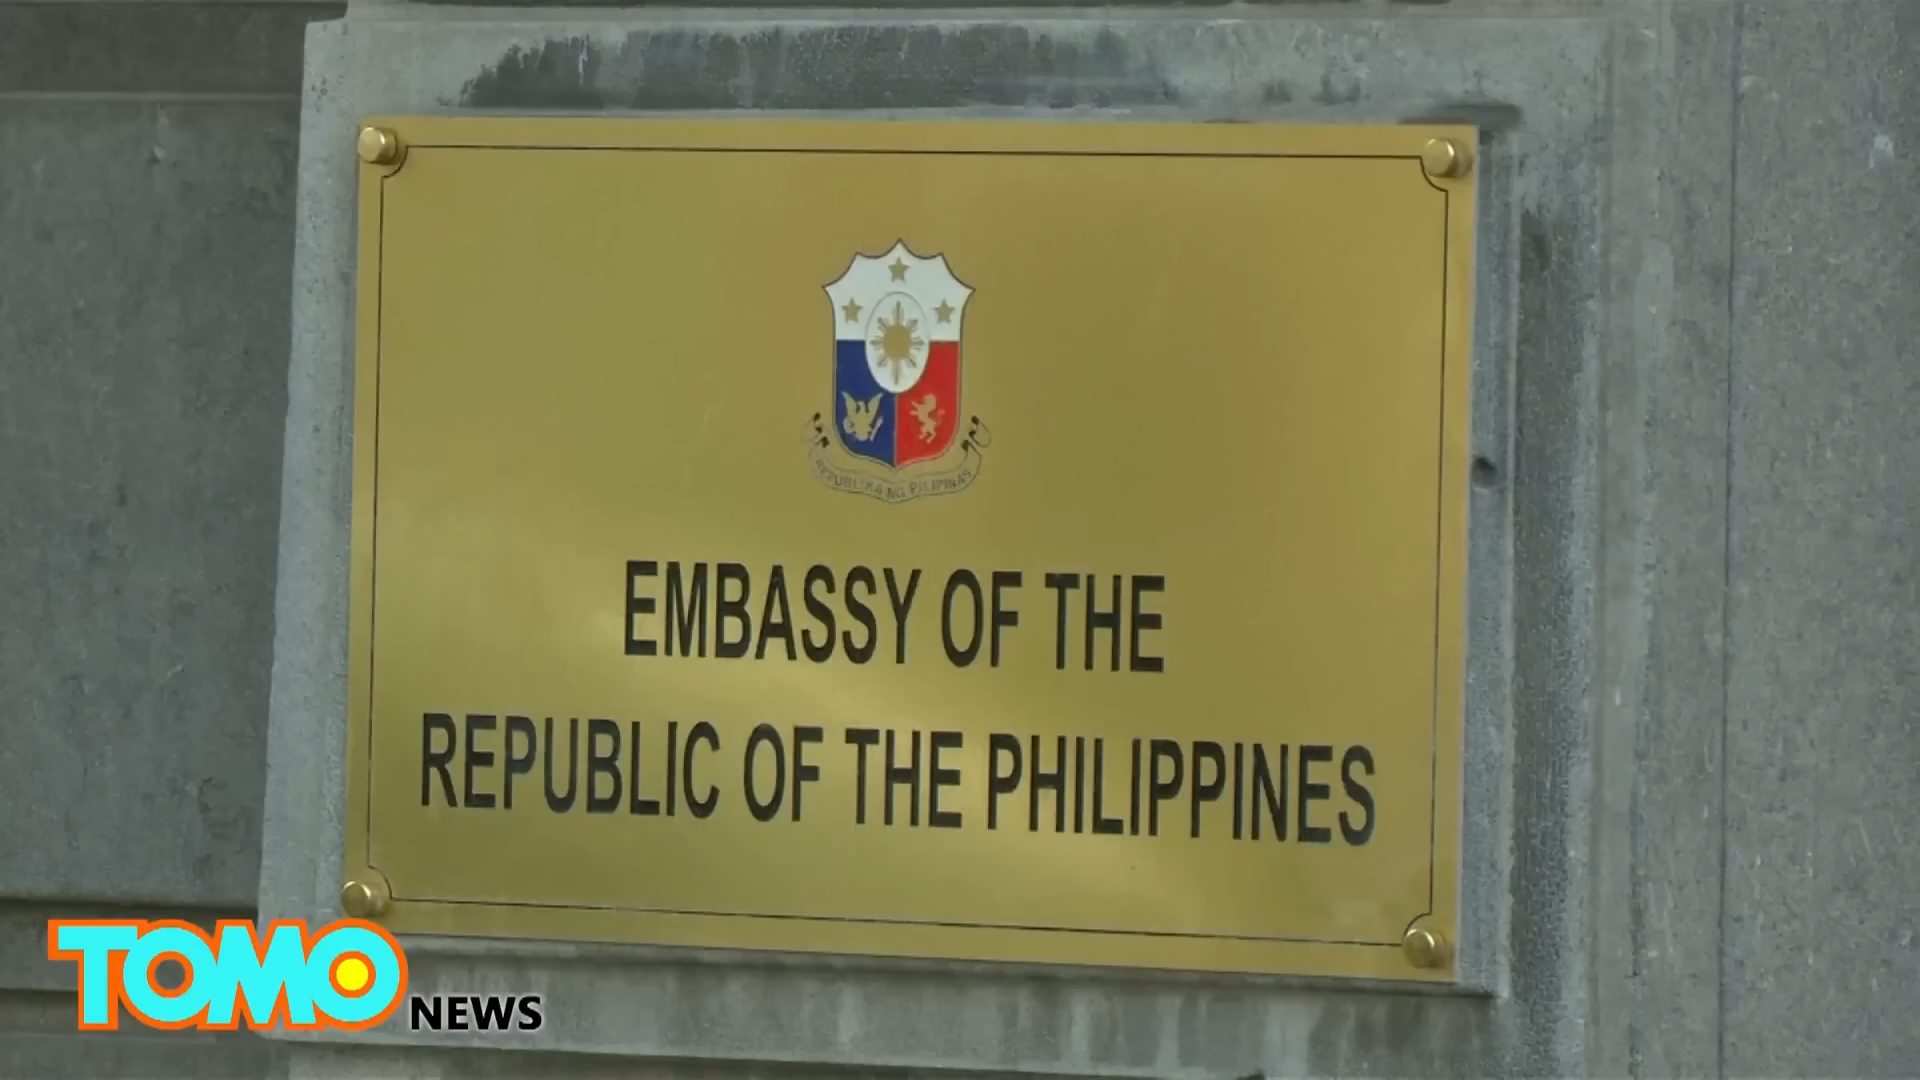 REPUBLIKA NG PILIPINAS
EMBASSY OF THE
REPUBLIC OF THE PHILIPPINES
TOMO NEWS